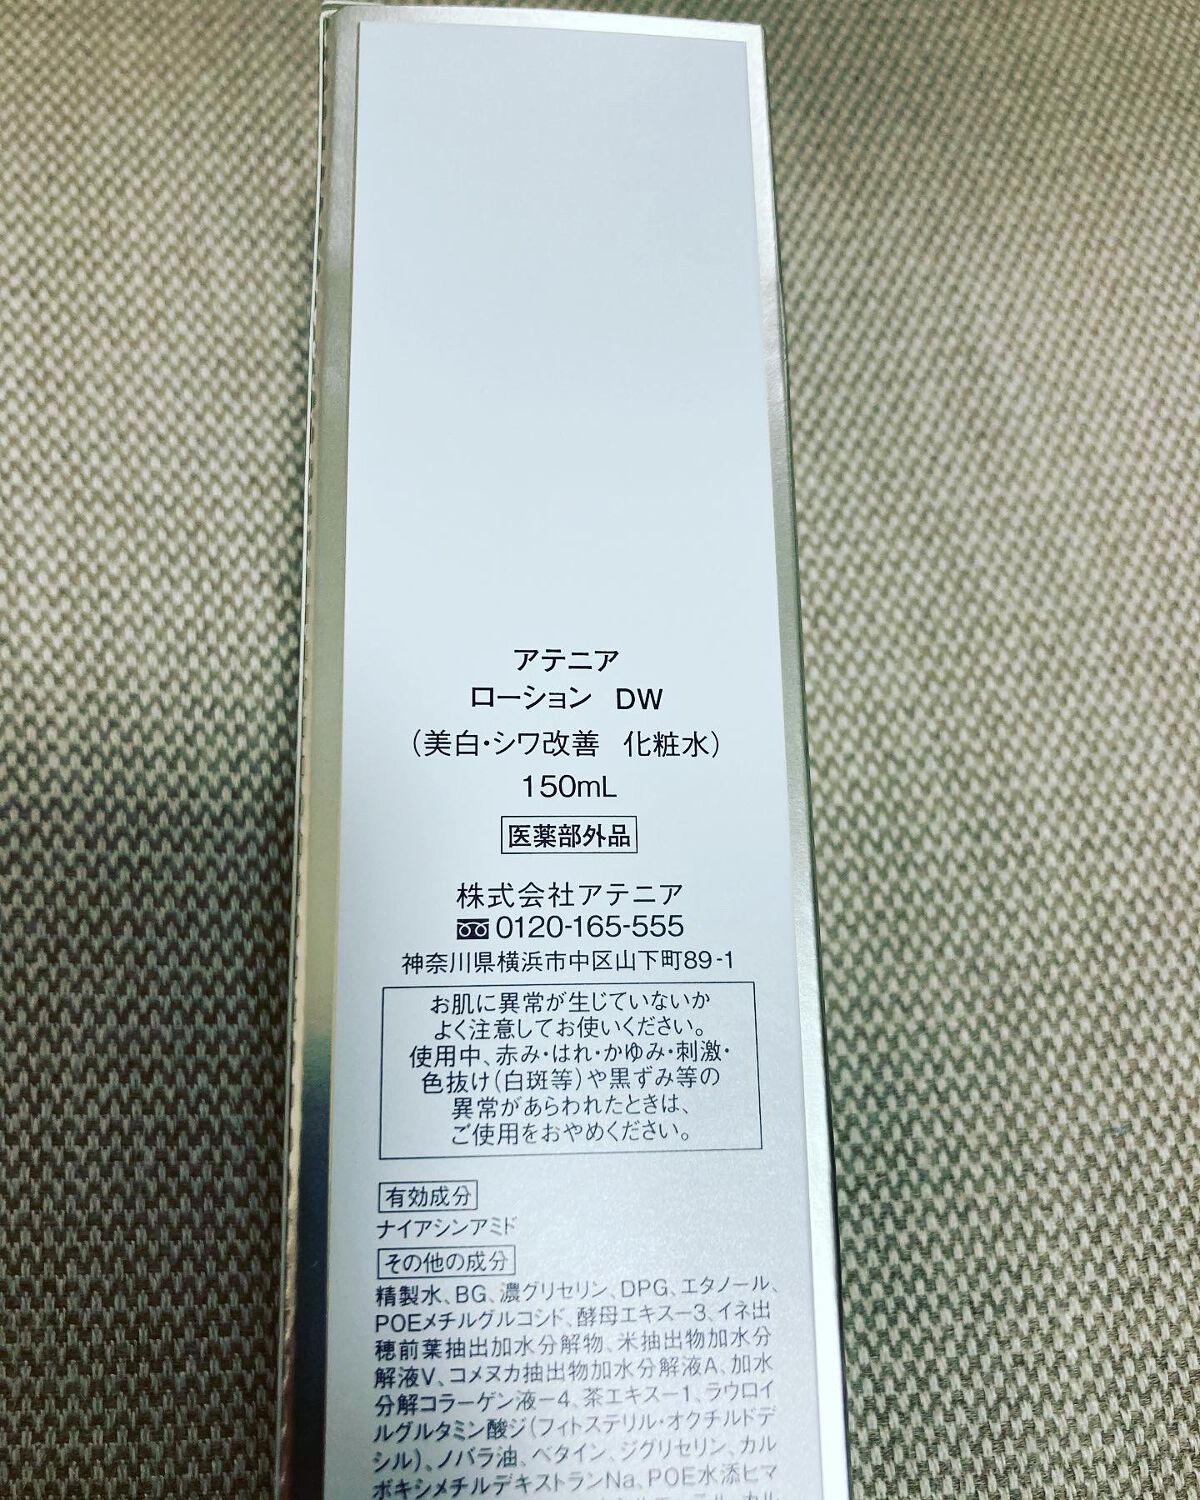 アテニア
ローション DW
(美白・シワ改善 化粧水)
150mL
医薬部外品
株式会社アテニア
0120-165-555
神奈川県横浜市中区山下町89-1
お肌に異常が生じていないか
よく注意してお使いください。
使用中、赤み・はれ・かゆみ・刺激・
色抜け(白斑等)や黒ずみ等の
異常があらわれたときは、
ご使用をおやめください。
有効成分
ナイアシンアミド
その他の成分
精製水、BG、濃グリセリン、DPG、エタノール、
POEメチルグルコシド、酵母エキス-3、イネ出
穂前葉抽出加水分解物、米抽出物加水分
解液V、コメヌカ抽出物加水分解液A、加水
分解コラーゲン液-4、茶エキス-1、ラウロイ
ルグルタミン酸ジ(フィトステリル・オクチルドデ
シル)、ノバラ油、ベタイン、ジグリセリン、カル
ボキシメチルデキストランNa、POE水添ヒマ